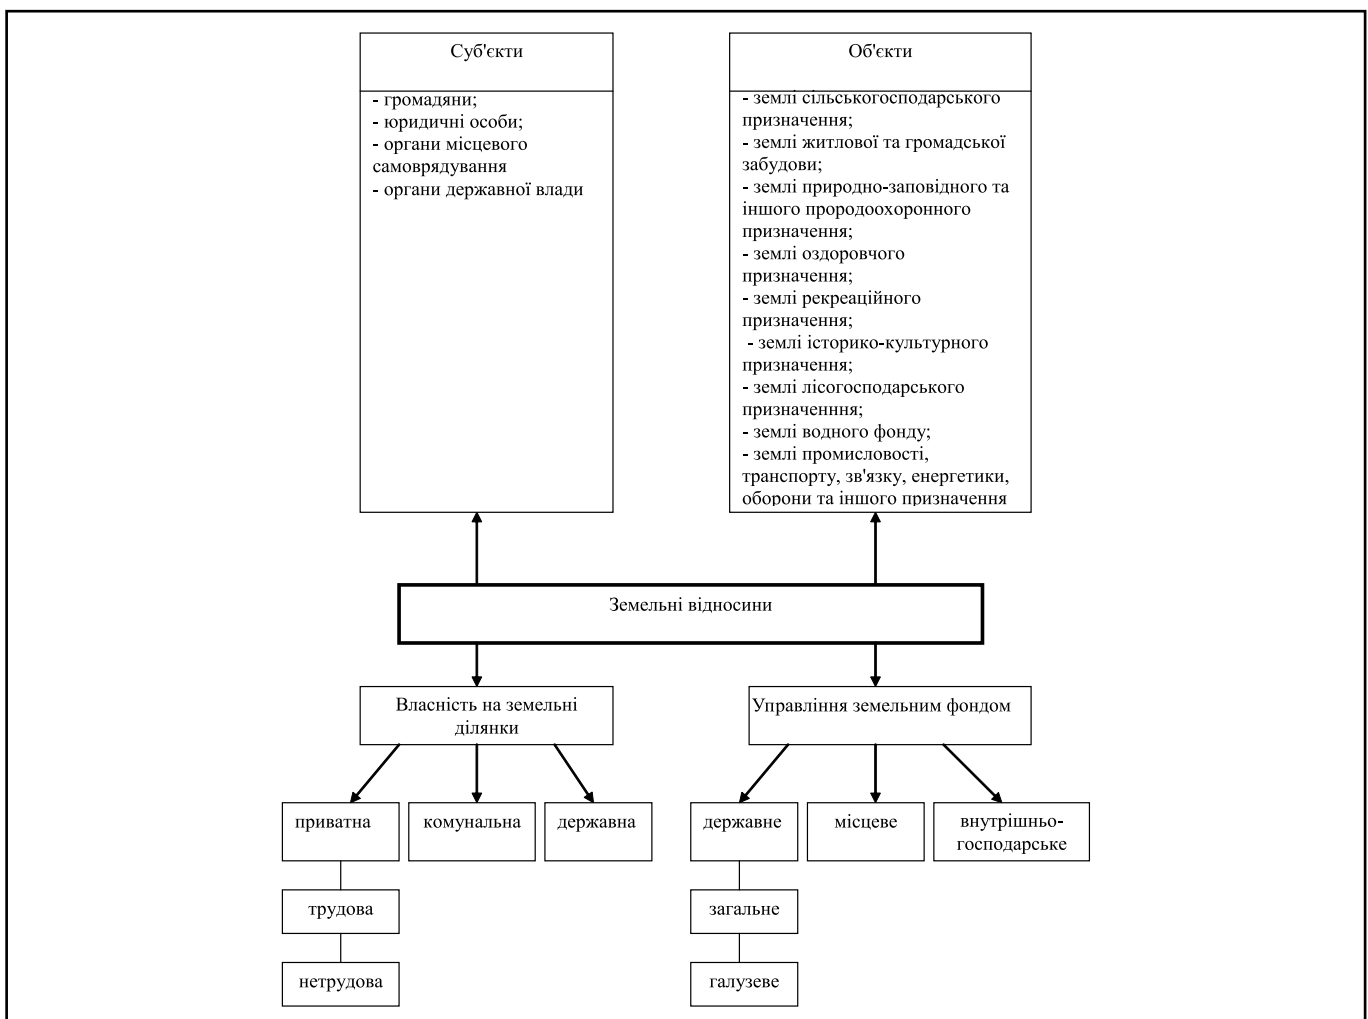 Суб'єкти
- громадяни;
- юридичні особи;
- органи місцевого
самоврядування
- органи державної влади
Об'єкти
- землі сільськогосподарського
призначення;
- землі житлової та громадської
забудови;
- землі природно-заповідного та
іншого прородоохоронного
призначення;
- землі оздоровчого
призначення;
- землі рекреаційного
призначення;
- землі історико-культурного
призначення;
- землі лісогосподарського
призначенння;
- землі водного фонду;
- землі промисловості,
транспорту, зв'язку, енергетики,
оборони та іншого призначення
Земельні відносини
Власність на земельні
ділянки
Управління земельним фондом
приватна
комунальна
державна
державне
місцеве
внутрішньо-
господарське
трудова
загальне
нетрудова
галузеве